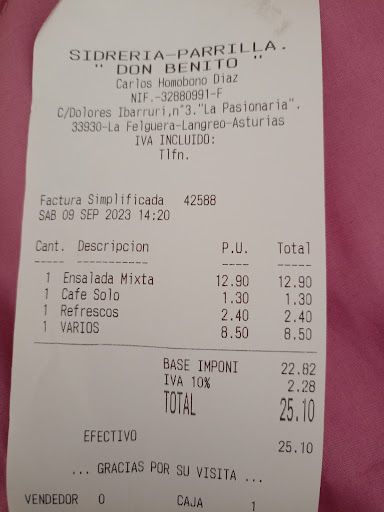 SIDRERIA-PARRILLA.
" DON BENITO "
Carlos Homobono Diaz
NIF.-32880991-F
C/Dolores Ibarruri,nº3."La Pasionaria".
33930-La Felguera-Langreo-Asturias
IVA INCLUIDO:
Tlfn.
Factura Simplificada 42588
SAB 09 SEP 2023 14:20
Cant. Descripcion P.U. Total
----- ----------- ---- -----
1 Ensalada Mixta 12.90 12.90
1 Cafe Solo 1.30 1.30
1 Refrescos 2.40 2.40
1 VARIOS 8.50 8.50
BASE IMPONI 22.82
IVA 10% 2.28
TOTAL 25.10
EFECTIVO 25.10
... GRACIAS POR SU VISITA ...
VENDEDOR 0 CAJA 1